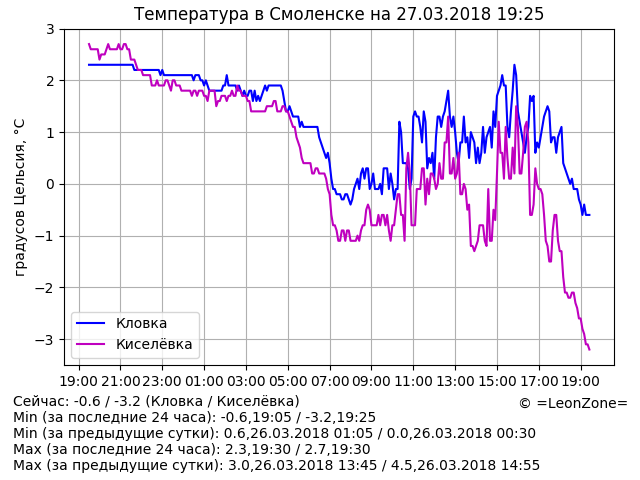 Температура в Смоленске на 27.03.2018 19:25
градусов Цельсия, °C
3
2
1
0
−1
−2
−3
Кловка
Киселёвка
19:00 21:00 23:00 01:00 03:00 05:00 07:00 09:00 11:00 13:00 15:00 17:00 19:00
Сейчас: -0.6 / -3.2 (Кловка / Киселёвка)
© =LeonZone=
Min (за последние 24 часа): -0.6,19:05 / -3.2,19:25
Min (за предыдущие сутки): 0.6,26.03.2018 01:05 / 0.0,26.03.2018 00:30
Max (за последние 24 часа): 2.3,19:30 / 2.7,19:30
Max (за предыдущие сутки): 3.0,26.03.2018 13:45 / 4.5,26.03.2018 14:55